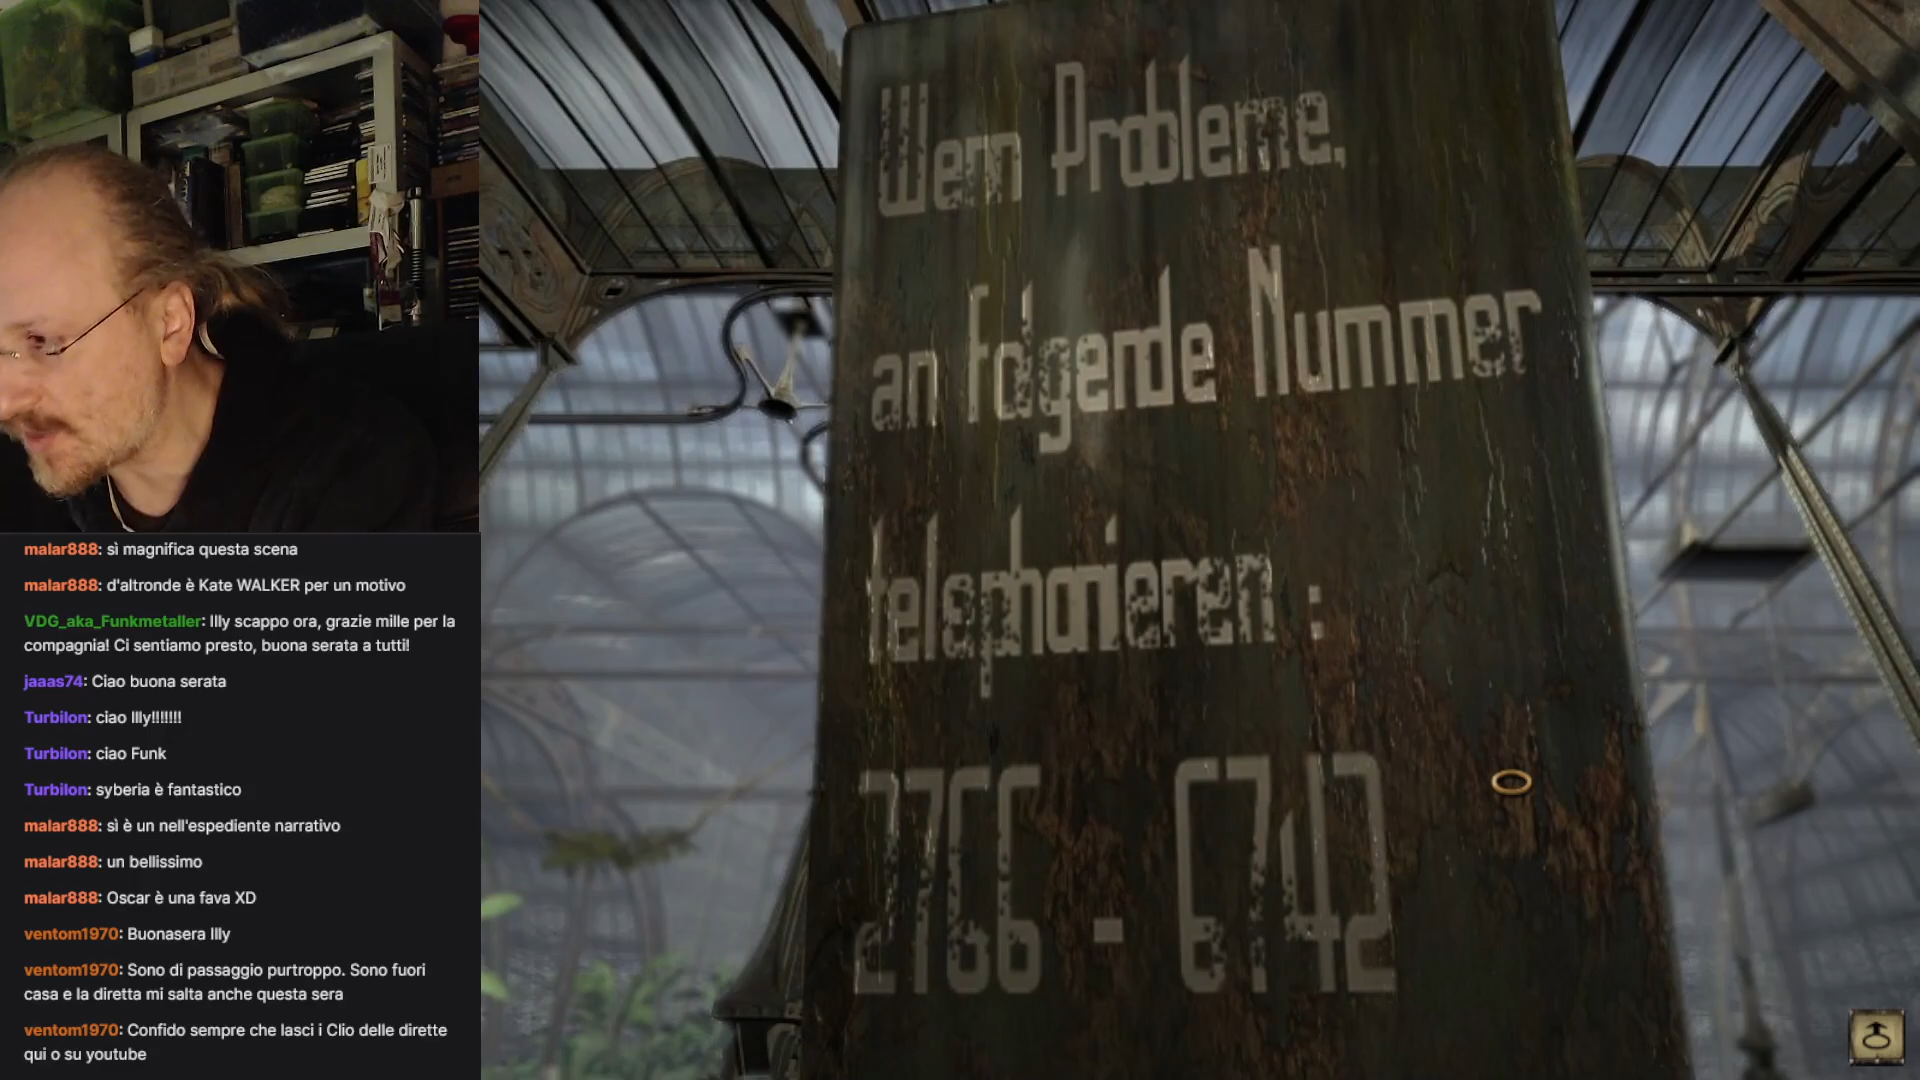 Wenn Probleme,
an folgende Nummer
telephonieren :
2766 - 6742
malar888: sì magnifica questa scena
malar888: d'altronde è Kate WALKER per un motivo
VDG_aka_Funkmetaller: Illy scappo ora, grazie mille per la
compagnia! Ci sentiamo presto, buona serata a tutti!
jaaas74: Ciao buona serata
Turbilon: ciao Illy!!!!!!!
Turbilon: ciao Funk
Turbilon: syberia è fantastico
malar888: sì è un nell'espediente narrativo
malar888: un bellissimo
malar888: Oscar è una fava XD
ventom1970: Buonasera Illy
ventom1970: Sono di passaggio purtroppo. Sono fuori
casa e la diretta mi salta anche questa sera
ventom1970: Confido sempre che lasci i Clio delle dirette
qui o su youtube